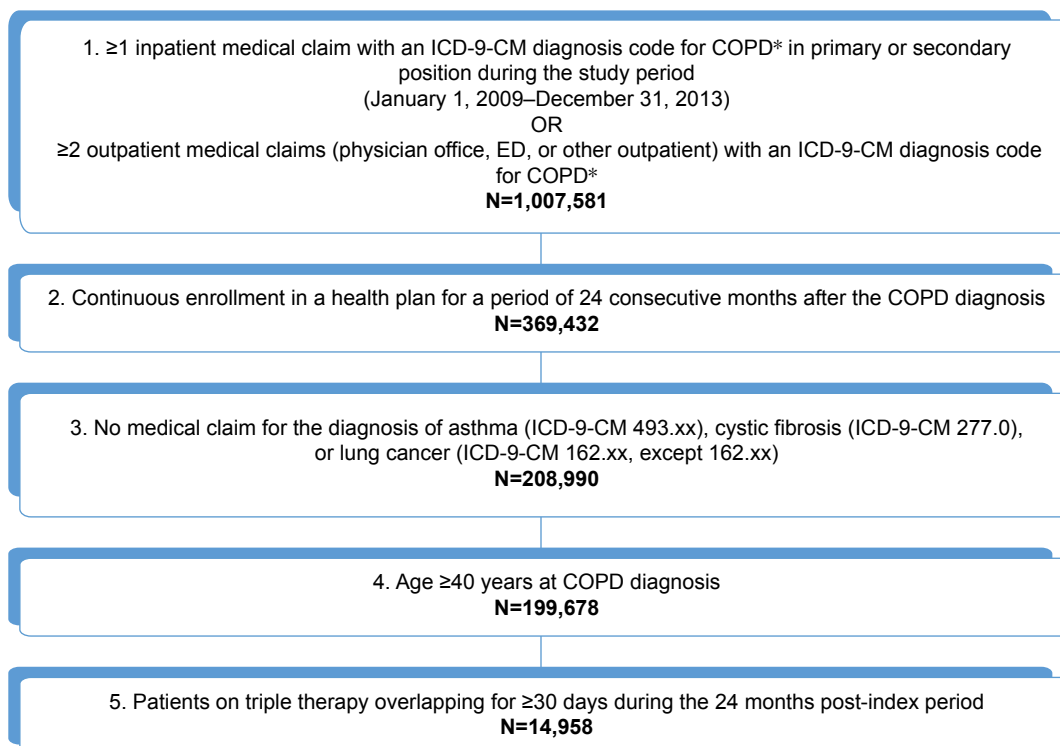 1. ≥1 inpatient medical claim with an ICD-9-CM diagnosis code for COPD* in primary or secondary
position during the study period
(January 1, 2009–December 31, 2013)
OR
≥2 outpatient medical claims (physician office, ED, or other outpatient) with an ICD-9-CM diagnosis code
for COPD*
N=1,007,581
2. Continuous enrollment in a health plan for a period of 24 consecutive months after the COPD diagnosis
N=369,432
3. No medical claim for the diagnosis of asthma (ICD-9-CM 493.xx), cystic fibrosis (ICD-9-CM 277.0),
or lung cancer (ICD-9-CM 162.xx, except 162.xx)
N=208,990
4. Age ≥40 years at COPD diagnosis
N=199,678
5. Patients on triple therapy overlapping for ≥30 days during the 24 months post-index period
N=14,958